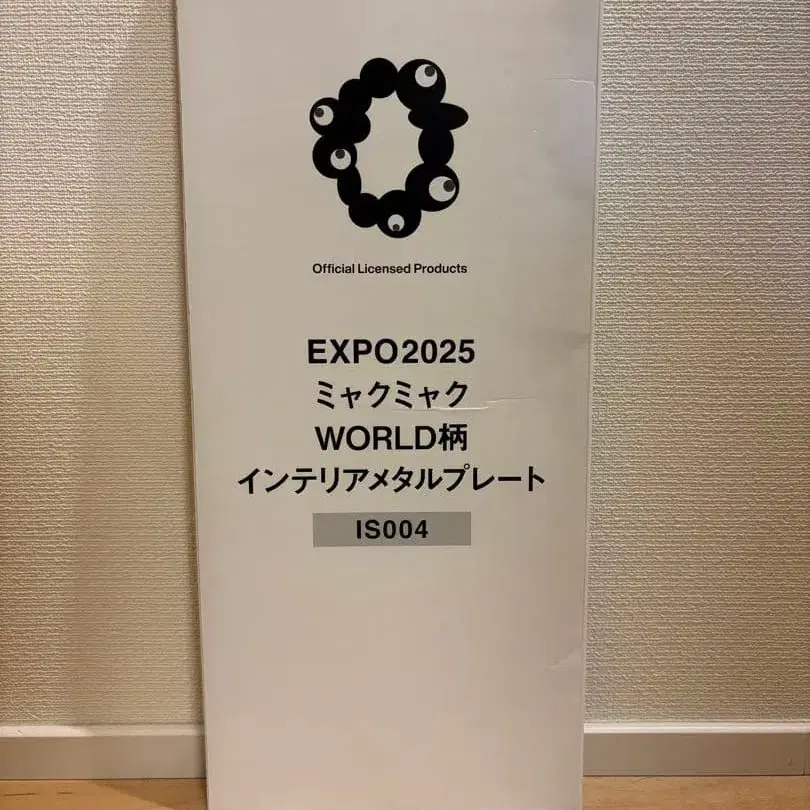 Official Licensed Products
EXPO2025
ミャクミャク
WORLD柄
インテリアメタルプレート
IS004